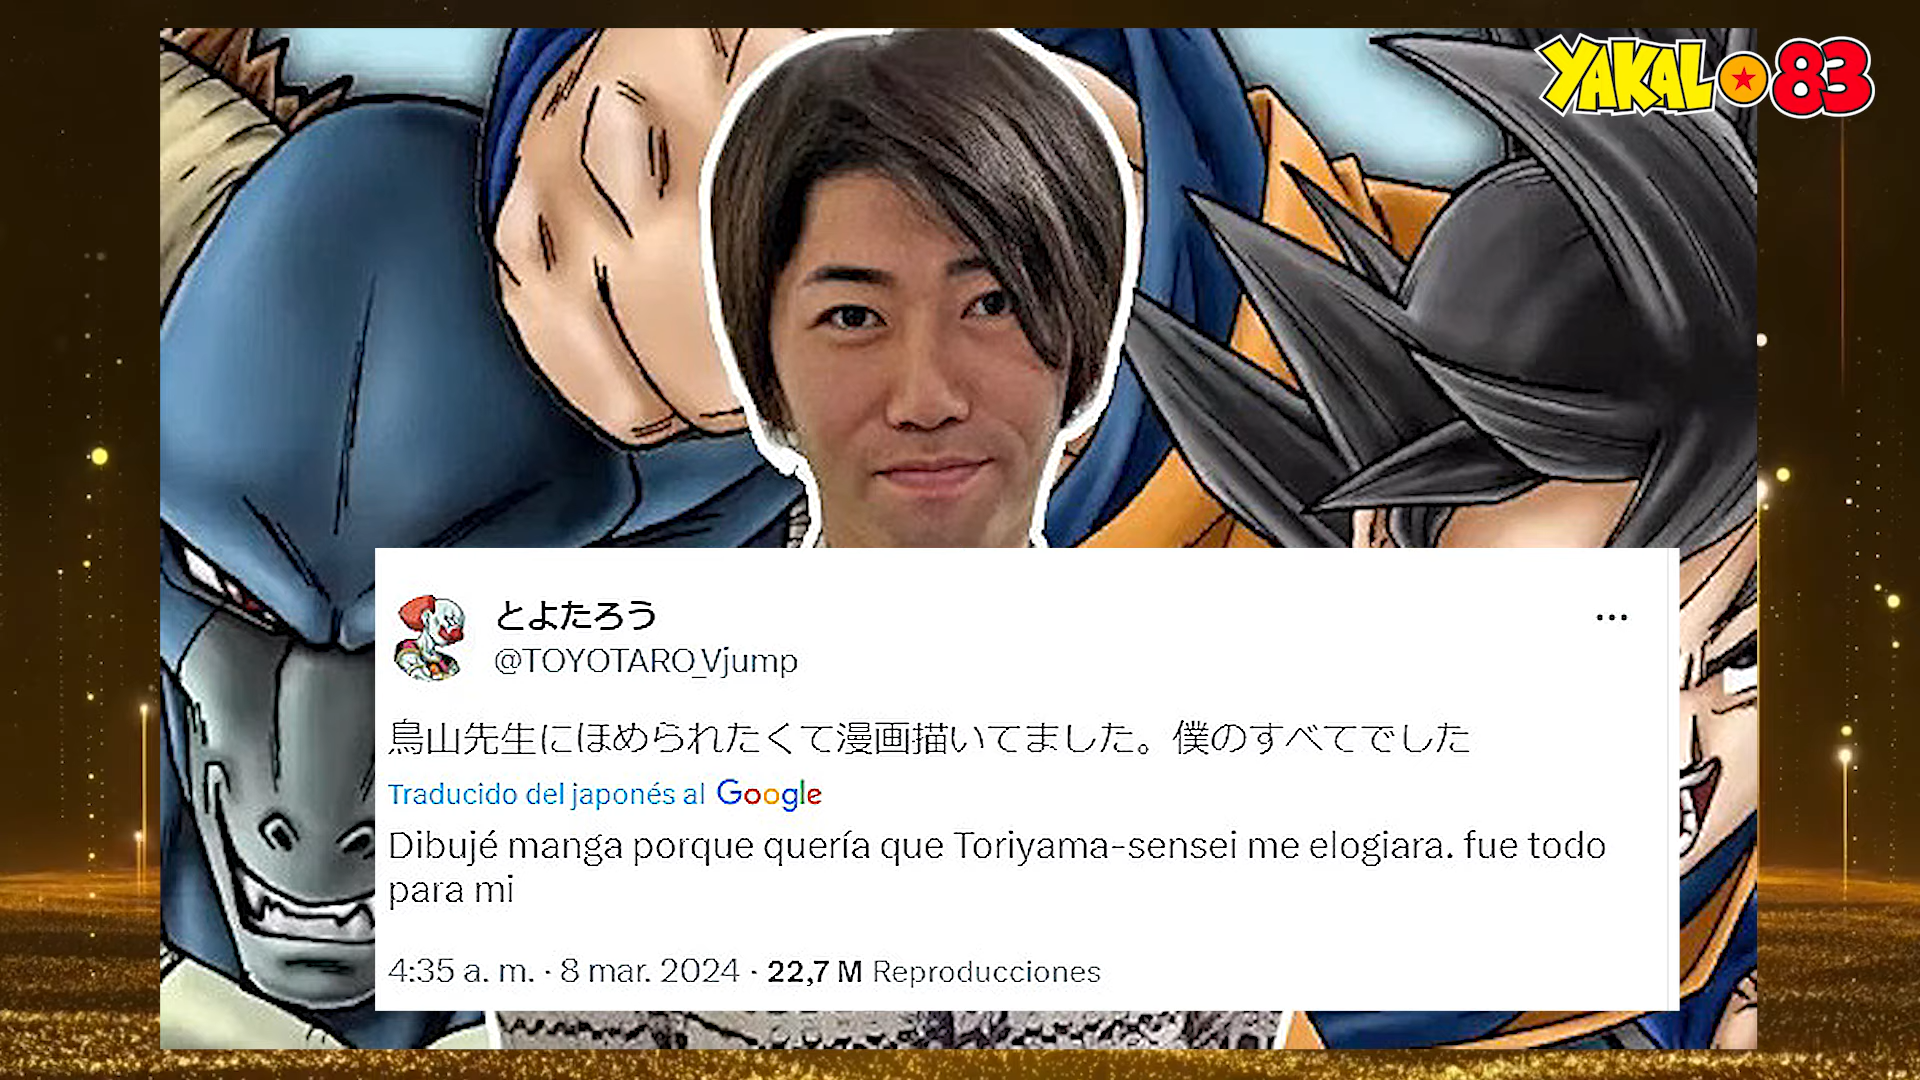 YAKAL 83
とよたろう
@TOYOTARO_Vjump
鳥山先生にほめられたくて漫画描いてました。僕のすべてでした
Traducido del japonés al Google
Dibujé manga porque quería que Toriyama-sensei me elogiara. fue todo
para mi
4:35 a. m. · 8 mar. 2024 · 22,7 M Reproducciones